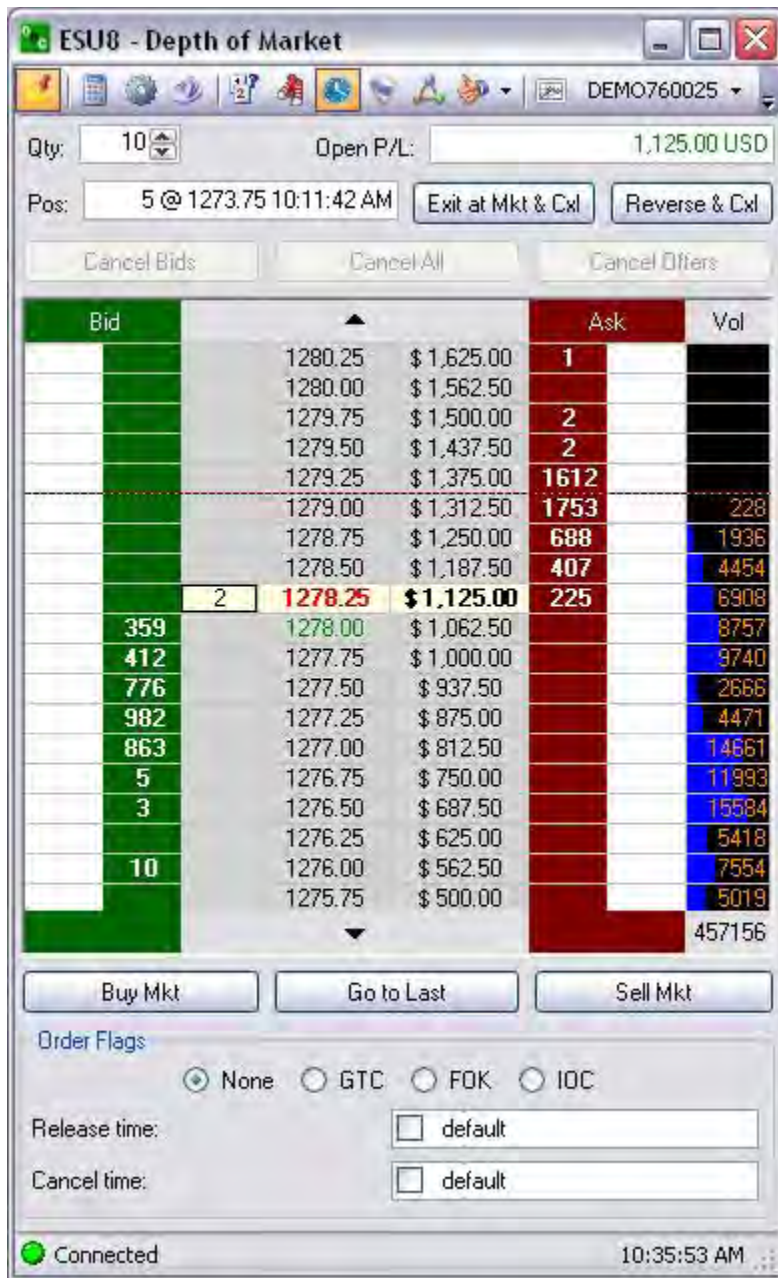 ESU8 - Depth of Market
DEMO760025
Qty: 10 Open P/L: 1,125.00 USD
Pos: 5 @ 1273.75 10:11:42 AM Exit at Mkt & Cxl Reverse & Cxl
Cancel Bids Cancel All Cancel Offers
Bid Ask Vol
1280.25 $ 1,625.00 1
1280.00 $ 1,562.50
1279.75 $ 1,500.00 2
1279.50 $ 1,437.50 2
1279.25 $ 1,375.00 1612
1279.00 $ 1,312.50 1753 228
1278.75 $ 1,250.00 688 1936
1278.50 $ 1,187.50 407 4454
2 1278.25 $ 1,125.00 225 6908
359 1278.00 $ 1,062.50 8757
412 1277.75 $ 1,000.00 9740
776 1277.50 $ 937.50 2666
982 1277.25 $ 875.00 4471
863 1277.00 $ 812.50 14661
5 1276.75 $ 750.00 11993
3 1276.50 $ 687.50 15584
1276.25 $ 625.00 5418
10 1276.00 $ 562.50 7554
1275.75 $ 500.00 5019
457156
Buy Mkt Go to Last Sell Mkt
Order Flags
None GTC FOK IOC
Release time: default
Cancel time: default
Connected 10:35:53 AM